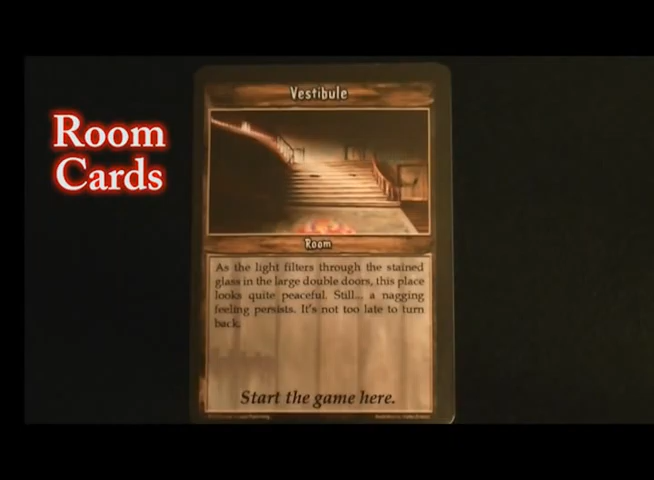 Room
Cards
Vestibule
Room
As the light filters through the stained
glass in the large double doors, this place
looks quite peaceful. Still... a nagging
feeling persists. It's not too late to turn
back.
Start the game here.